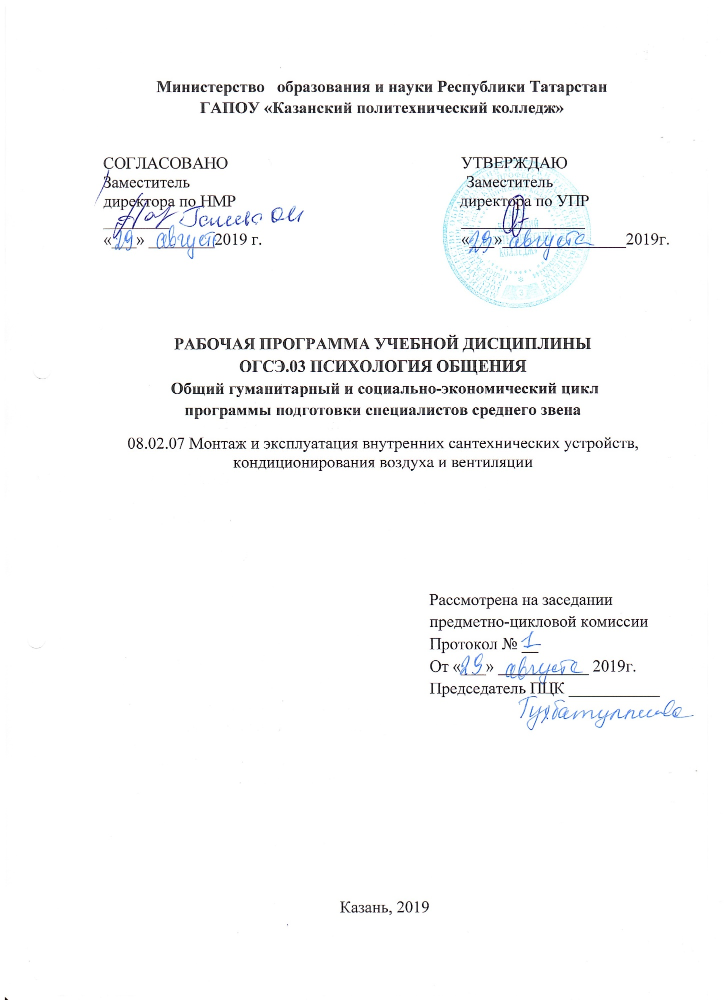 Министерство образования и науки Республики Татарстан
ГАПОУ «Казанский политехнический колледж»
СОГЛАСОВАНО
Заместитель
директора по НМР
«29» август 2019 г.
УТВЕРЖДАЮ
Заместитель
директора по УПР
«29» августа 2019г.
КОЛЛЕДЖ»
3
РАБОЧАЯ ПРОГРАММА УЧЕБНОЙ ДИСЦИПЛИНЫ
ОГСЭ.03 ПСИХОЛОГИЯ ОБЩЕНИЯ
Общий гуманитарный и социально-экономический цикл
программы подготовки специалистов среднего звена
08.02.07 Монтаж и эксплуатация внутренних сантехнических устройств,
кондиционирования воздуха и вентиляции
Рассмотрена на заседании
предметно-цикловой комиссии
Протокол № 1
От «29» августа 2019г.
Председатель ПЦК
Казань, 2019